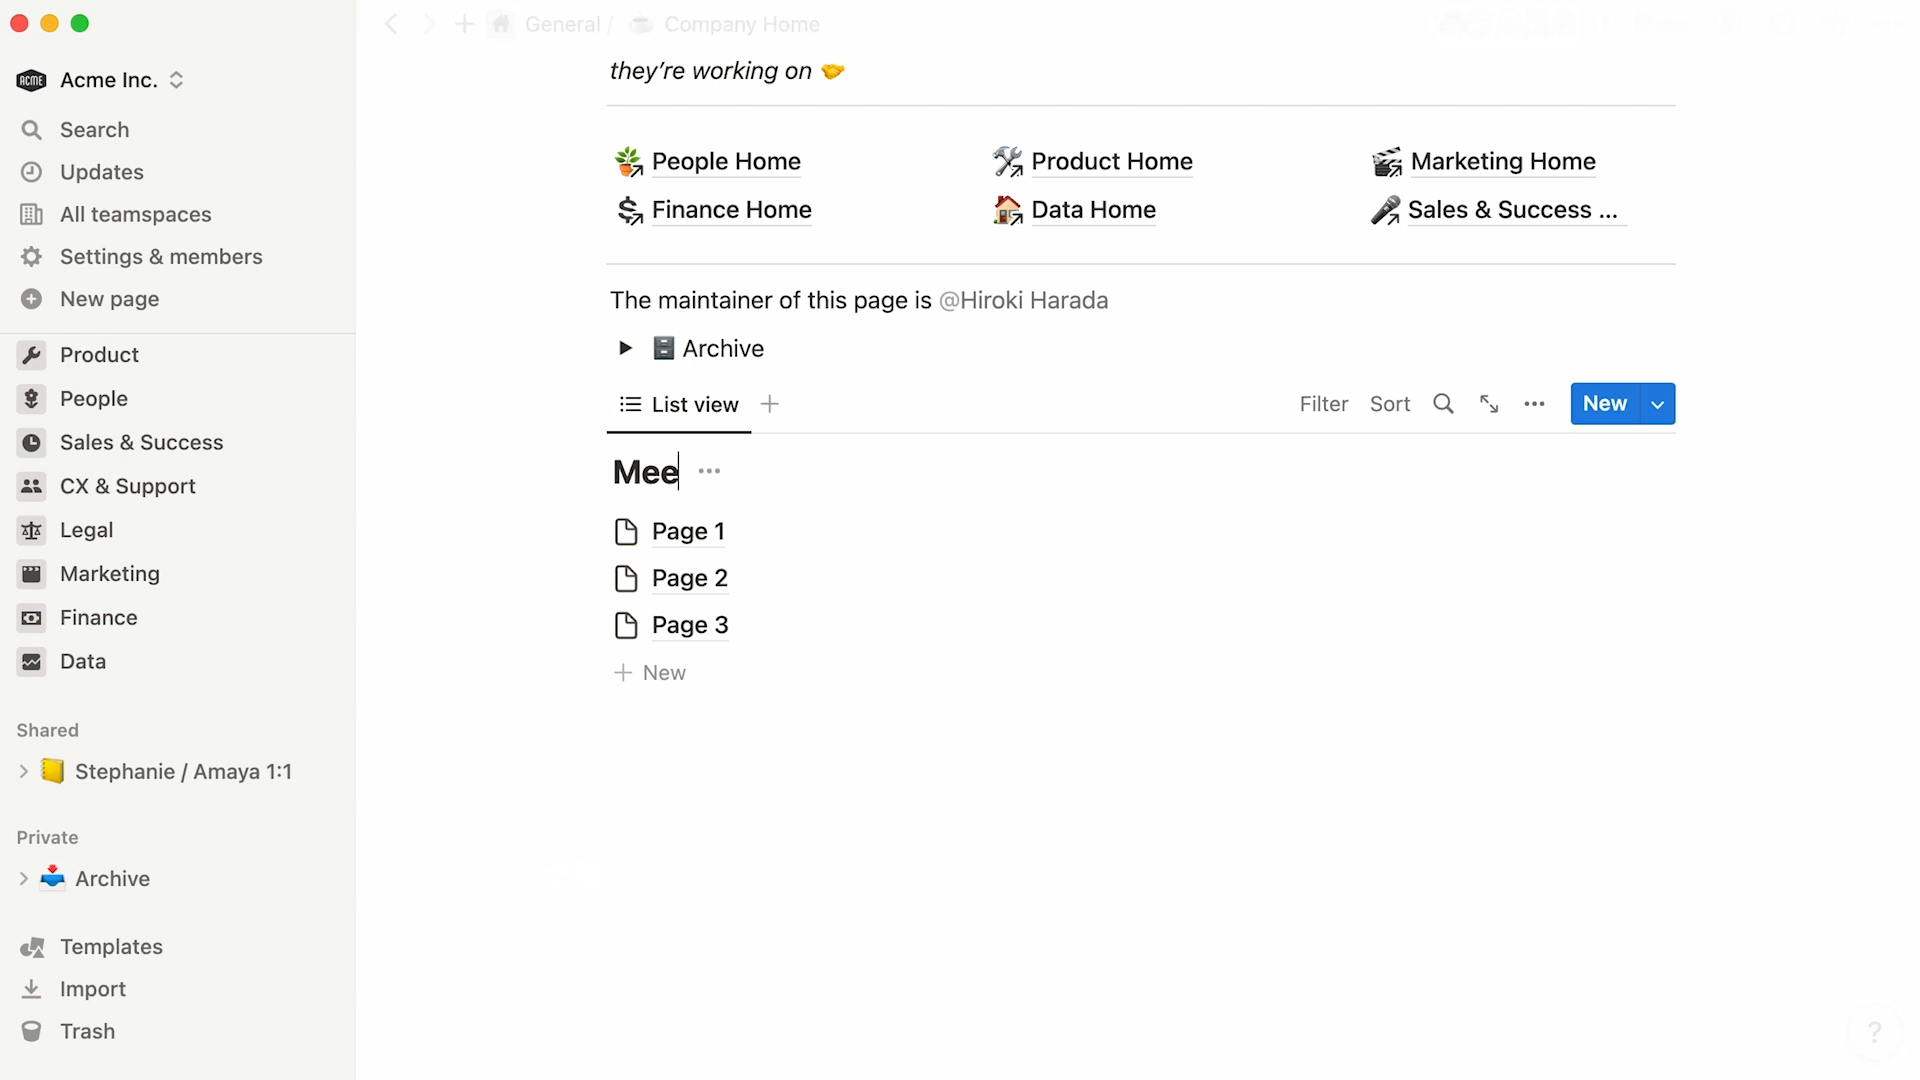 General / Company Home
ACME Acme Inc.
Search
Updates
All teamspaces
Settings & members
New page
Product
People
Sales & Success
CX & Support
Legal
Marketing
Finance
Data
Shared
Stephanie / Amaya 1:1
Private
Archive
Templates
Import
Trash
they’re working on
People Home
Product Home
Marketing Home
Finance Home
Data Home
Sales & Success ...
The maintainer of this page is @Hiroki Harada
Archive
List view
Filter Sort New
Mee
Page 1
Page 2
Page 3
New
?